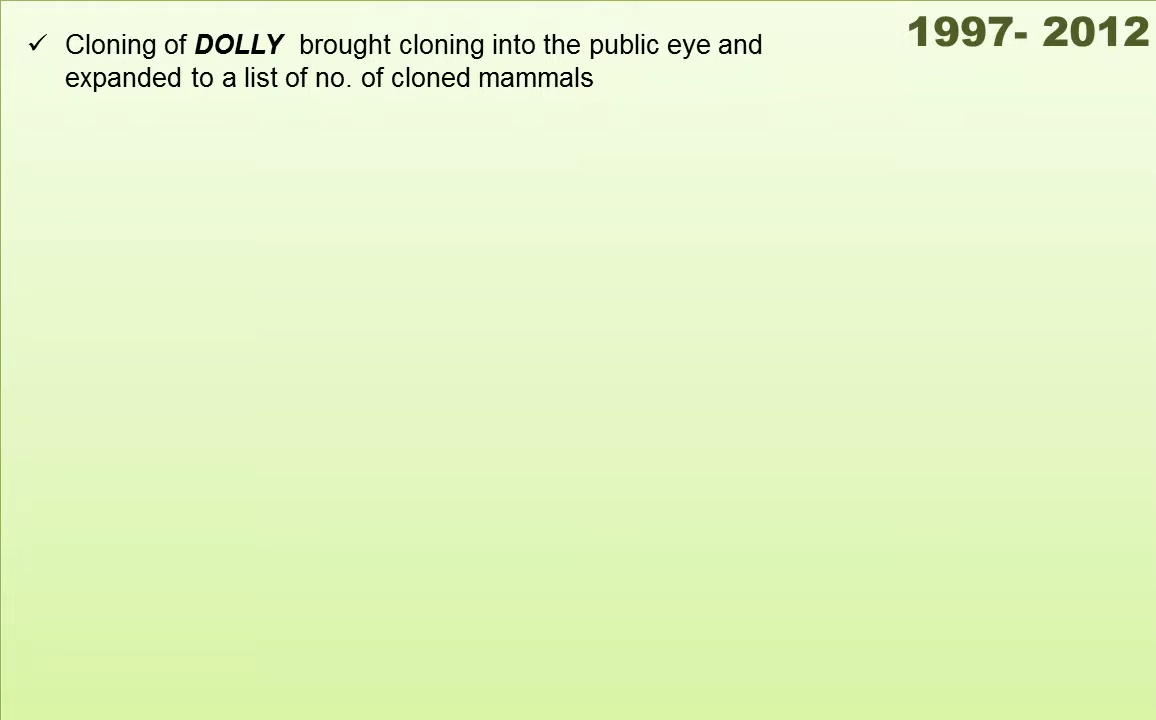 1997- 2012
✓ Cloning of DOLLY brought cloning into the public eye and
expanded to a list of no. of cloned mammals